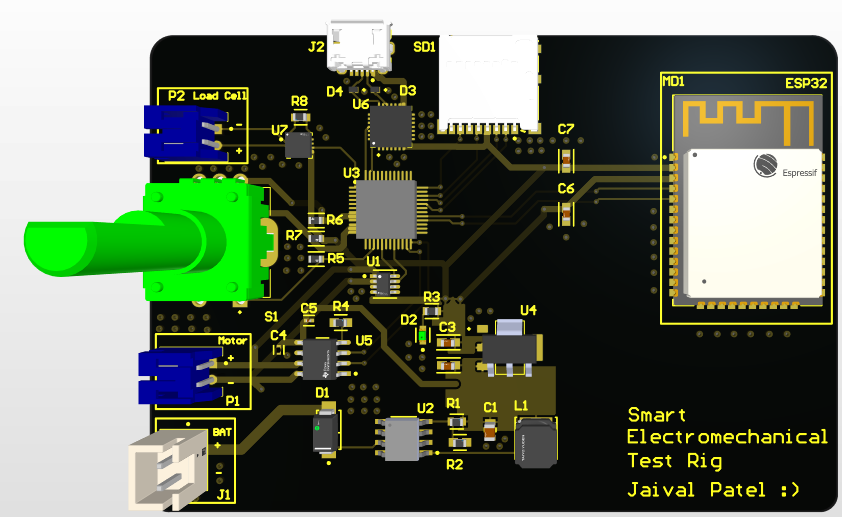 J2
SD1
P2 Load Cell
D4
D3
R8
U6
MD1
ESP32
-
U7
C7
+
Espressif
U3
C6
R6
R7
R5
U1
S1
C5
R4
R3
U4
Motor
C4
D2
C3
+
U5
-
P1
D1
BAT
U2
R1
C1
L1
+
R2
-
J1
Smart
Electromechanical
Test Rig
Jaival Patel :)